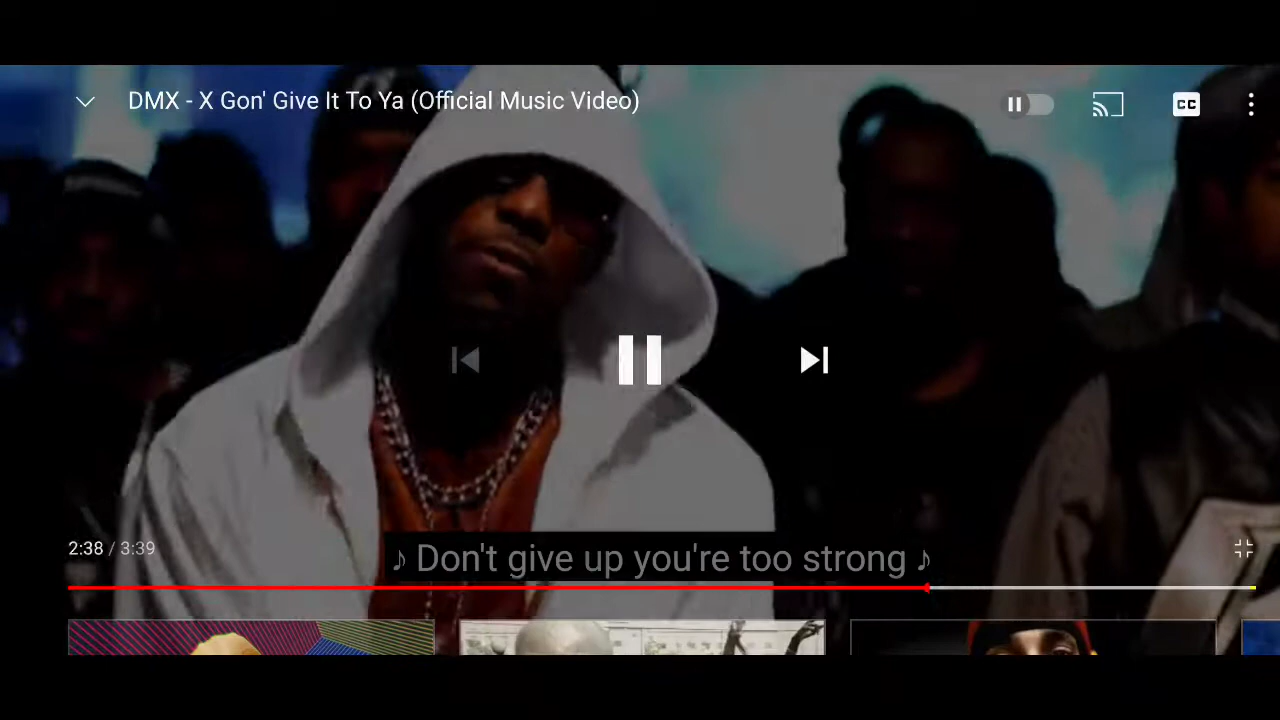 DMX - X Gon' Give It To Ya (Official Music Video)
CC
2:38 / 3:39
♪ Don't give up you're too strong ♪